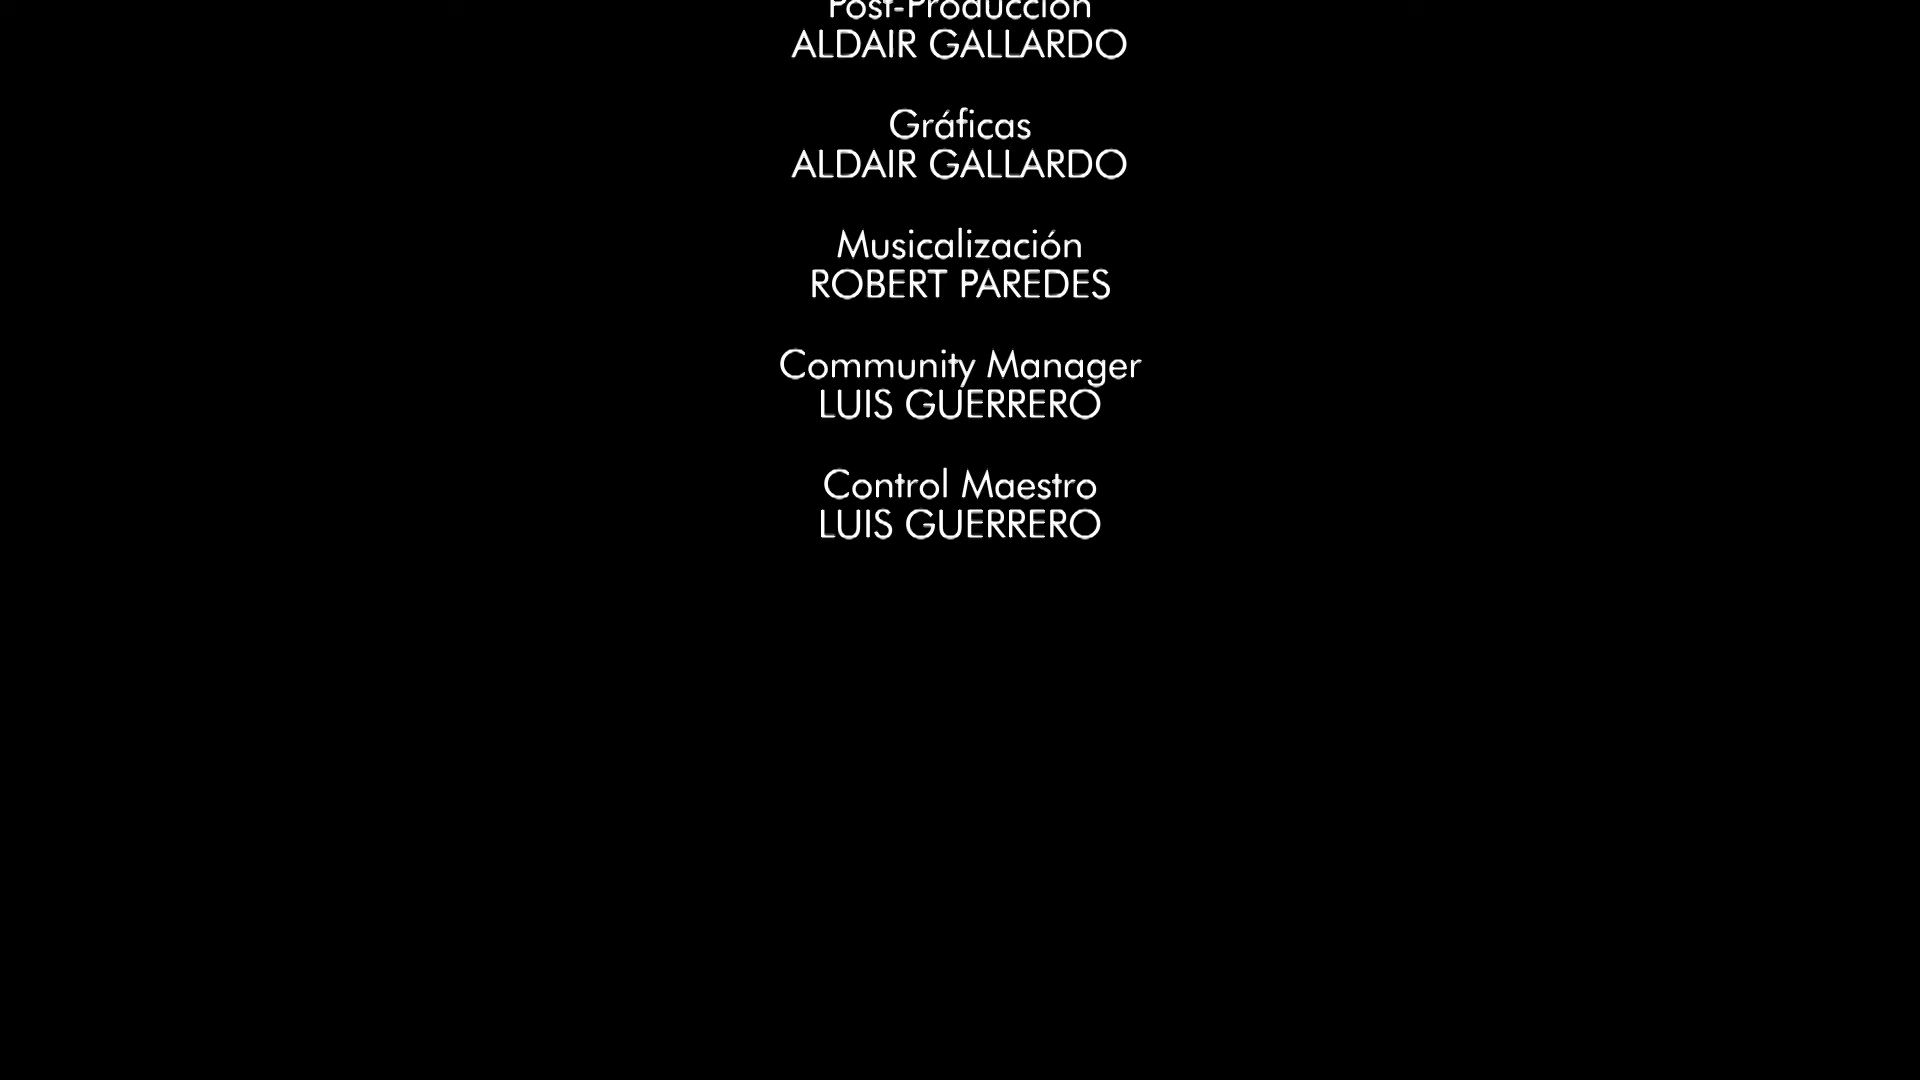 Post-Producción
ALDAIR GALLARDO
Gráficas
ALDAIR GALLARDO
Musicalización
ROBERT PAREDES
Community Manager
LUIS GUERRERO
Control Maestro
LUIS GUERRERO